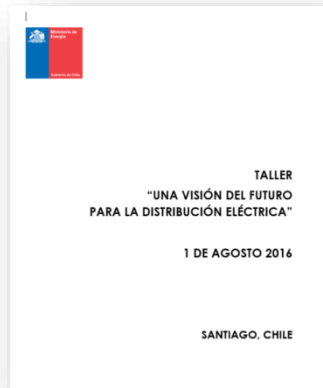 Ministerio de
Energía
Gobierno de Chile
TALLER
“UNA VISIÓN DEL FUTURO
PARA LA DISTRIBUCIÓN ELÉCTRICA”
1 DE AGOSTO 2016
SANTIAGO, CHILE